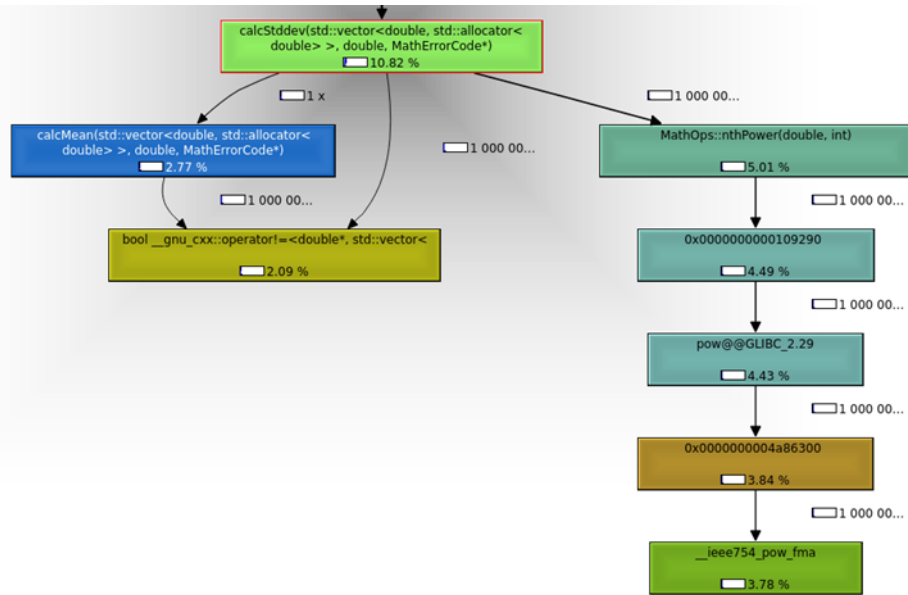 calcStddev(std::vector<double, std::allocator<
double> >, double, MathErrorCode*)
10.82 %
1 x
1 000 00...
calcMean(std::vector<double, std::allocator<
double> >, double, MathErrorCode*)
2.77 %
1 000 00...
MathOps::nthPower(double, int)
5.01 %
1 000 00...
1 000 00...
bool __gnu_cxx::operator!=<double*, std::vector<
2.09 %
0x0000000000109290
4.49 %
1 000 00...
pow@@GLIBC_2.29
4.43 %
1 000 00...
0x0000000004a86300
3.84 %
1 000 00...
__ieee754_pow_fma
3.78 %